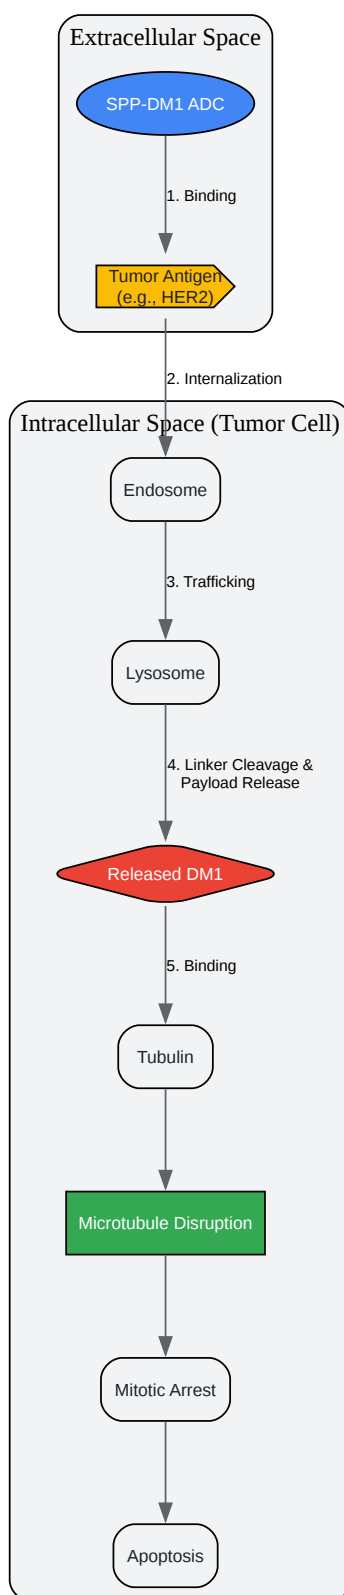 Extracellular Space
SPP-DM1 ADC
1. Binding
Tumor Antigen
(e.g., HER2)
2. Internalization
Intracellular Space (Tumor Cell)
Endosome
3. Trafficking
Lysosome
4. Linker Cleavage &
Payload Release
Released DM1
5. Binding
Tubulin
Microtubule Disruption
Mitotic Arrest
Apoptosis